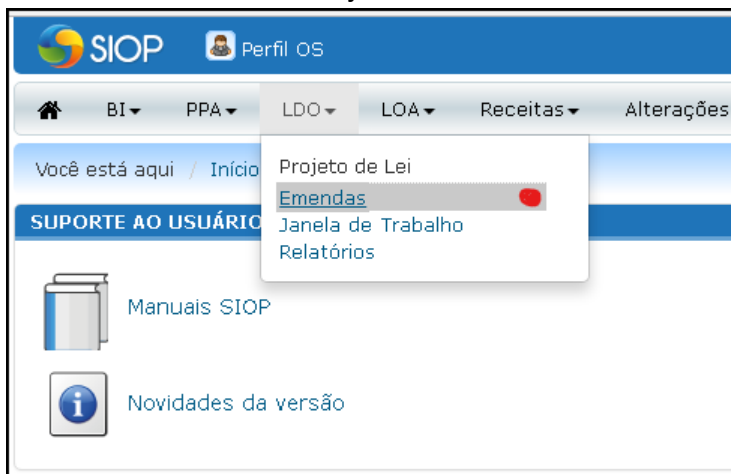 SIOP Perfil OS
BI PPA LDO LOA Receitas Alterações
Você está aqui / Início
Projeto de Lei
Emendas
Janela de Trabalho
Relatórios
SUPORTE AO USUÁRIO
Manuais SIOP
Novidades da versão